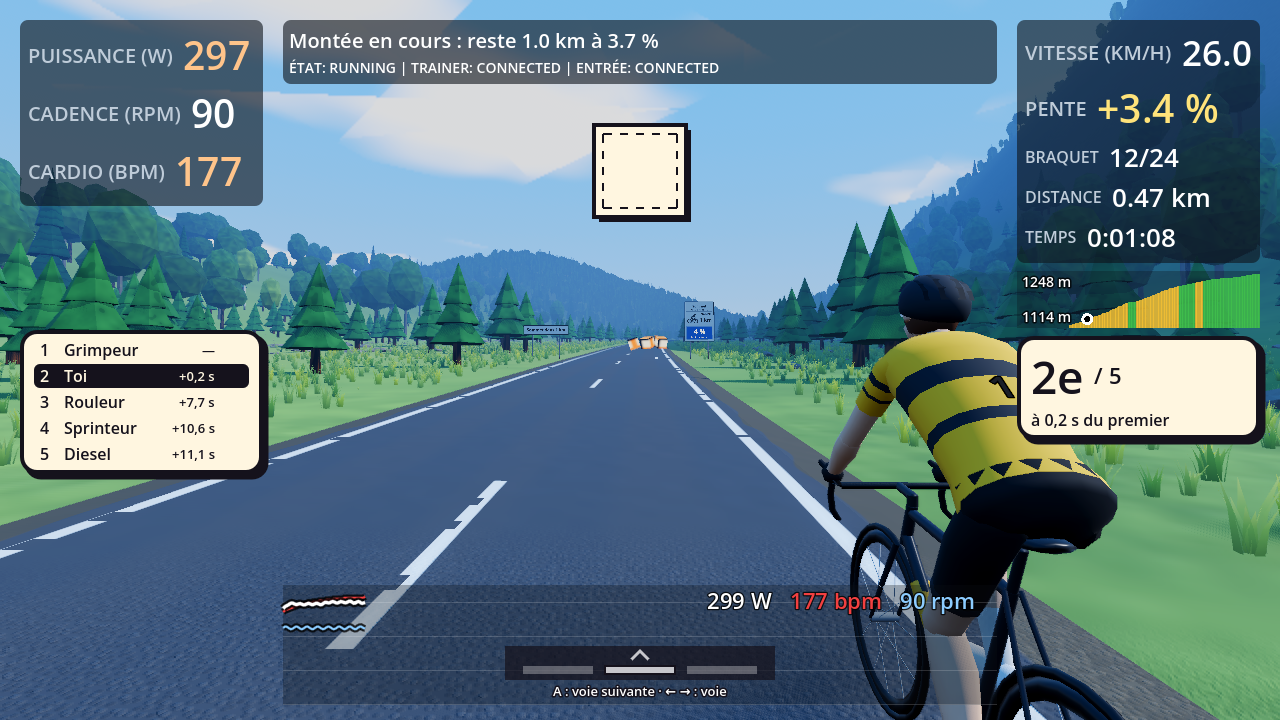 PUISSANCE (W) 297
CADENCE (RPM) 90
CARDIO (BPM) 177
Montée en cours : reste 1.0 km à 3.7 %
ÉTAT: RUNNING | TRAINER: CONNECTED | ENTRÉE: CONNECTED
VITESSE (KM/H) 26.0
PENTE +3.4 %
BRAQUET 12/24
DISTANCE 0.47 km
TEMPS 0:01:08
1248 m
1114 m
1 Grimpeur —
2 Toi +0,2 s
3 Rouleur +7,7 s
4 Sprinteur +10,6 s
5 Diesel +11,1 s
2e / 5
à 0,2 s du premier
1 km
4 %
299 W 177 bpm 90 rpm
A : voie suivante · ← → : voie